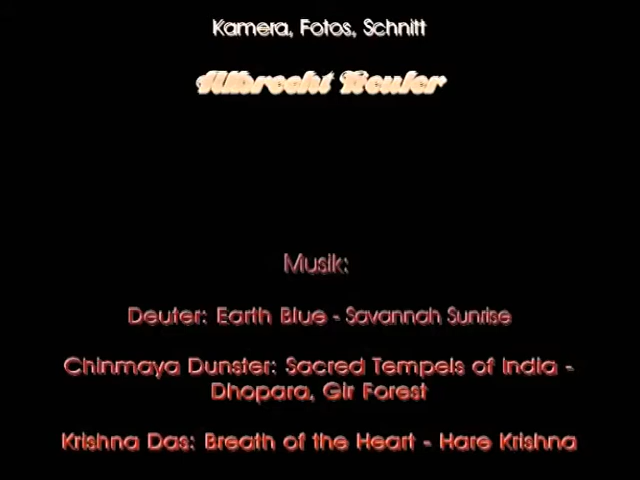 Kamera, Fotos, Schnitt
Albrecht Reuler
Musik:
Deuter: Earth Blue - Savannah Sunrise
Chinmaya Dunster: Sacred Tempels of India -
Dhopara, Gir Forest
Krishna Das: Breath of the Heart - Hare Krishna